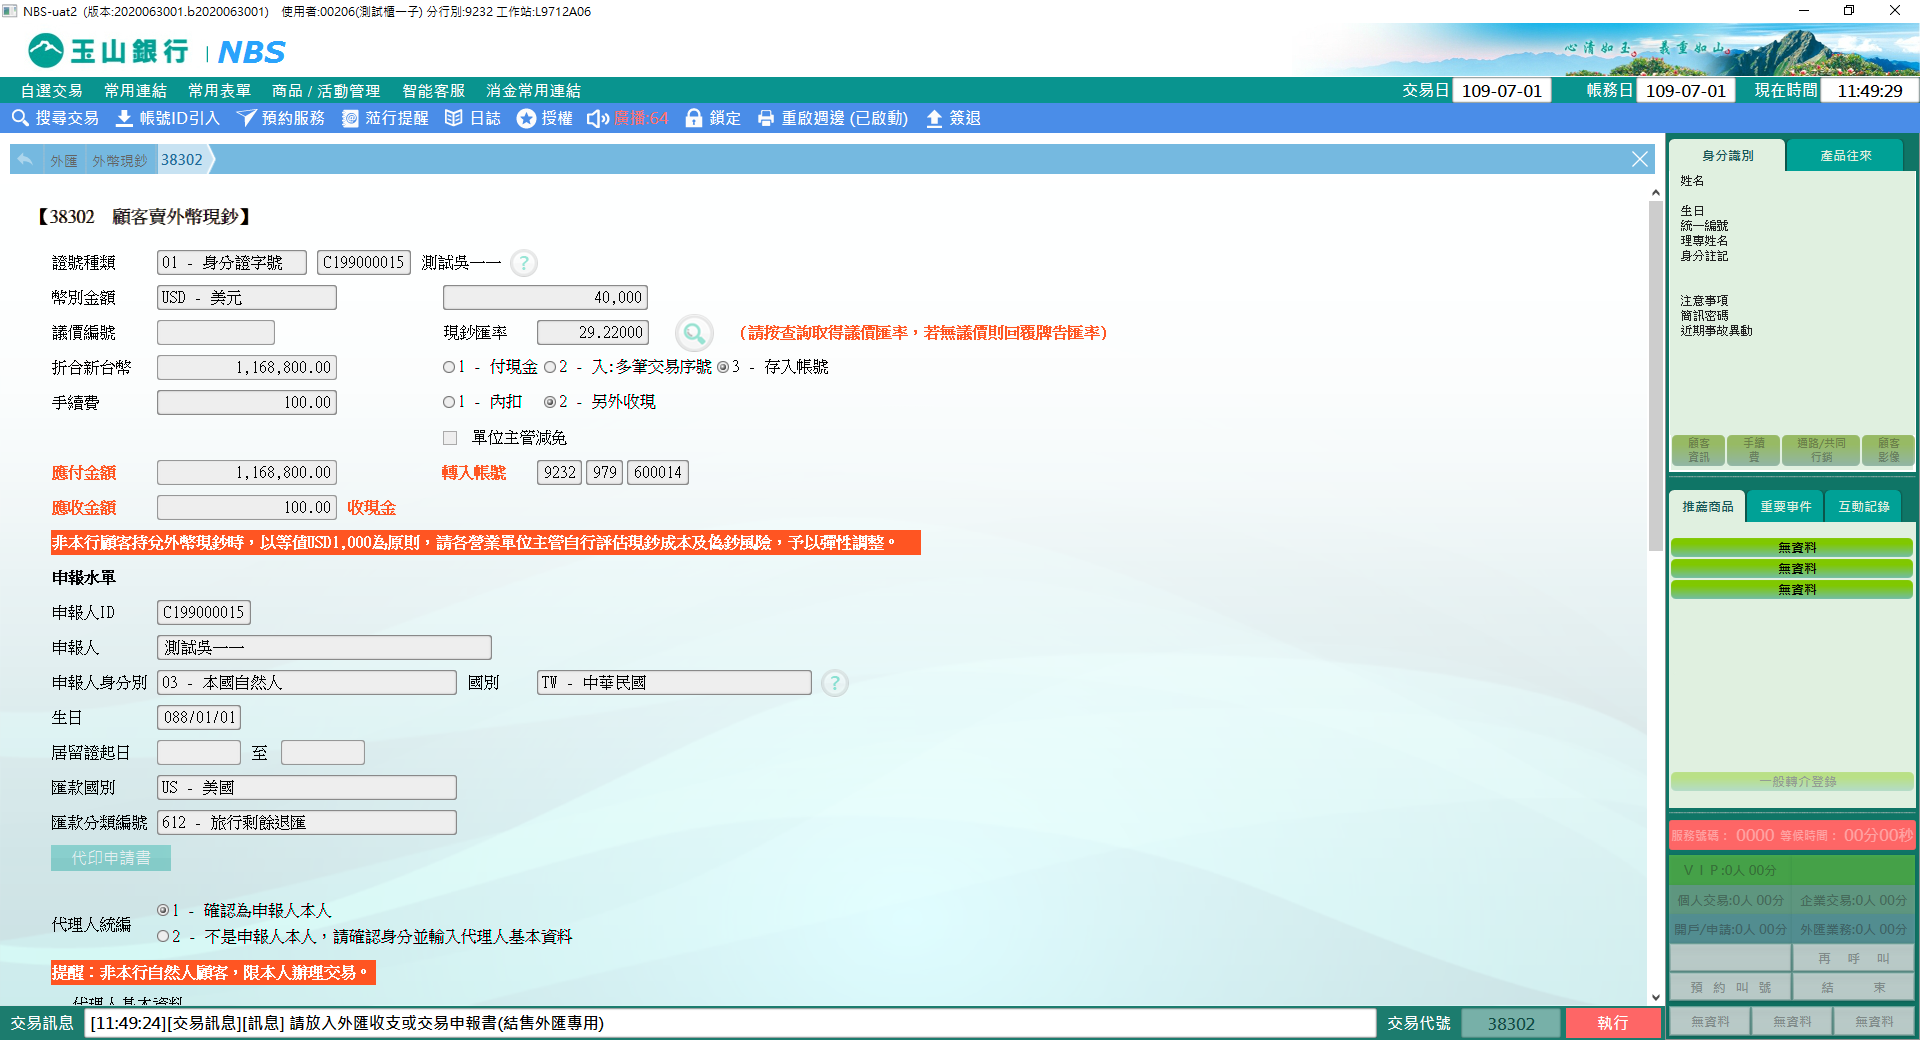 NBS-uat2 (版本:2020063001.b2020063001) 使用者:00206(測試櫃一子) 分行別:9232 工作站:L9712A06
玉山銀行 | NBS
心清如玉。 義重如山。
自選交易 常用連結 常用表單 商品 / 活動管理 智能客服 消金常用連結
交易日 109-07-01 帳務日 109-07-01 現在時間 11:49:29
搜尋交易 帳號ID引入 預約服務 蒞行提醒 日誌 授權 廣播:64 鎖定 重啟週邊 (已啟動) 簽退
外匯 外幣現鈔 38302
【38302 顧客賣外幣現鈔】
證號種類 01 - 身分證字號 C199000015 測試吳一一 ?
幣別金額 USD - 美元 40,000
議價編號 現鈔匯率 29.22000 （請按查詢取得議價匯率，若無議價則回覆牌告匯率）
折合新台幣 1,168,800.00 1 - 付現金 2 - 入:多筆交易序號 3 - 存入帳號
手續費 100.00 1 - 內扣 2 - 另外收現
單位主管減免
應付金額 1,168,800.00 轉入帳號 9232 979 600014
應收金額 100.00 收現金
非本行顧客持兌外幣現鈔時，以等值USD1,000為原則，請各營業單位主管自行評估現鈔成本及偽鈔風險，予以彈性調整。
申報水單
申報人ID C199000015
申報人 測試吳一一
申報人身分別 03 - 本國自然人 國別 TW - 中華民國 ?
生日 088/01/01
居留證起日 至
匯款國別 US - 美國
匯款分類編號 612 - 旅行剩餘退匯
代印申請書
代理人統編
1 - 確認為申報人本人
2 - 不是申報人本人，請確認身分並輸入代理人基本資料
提醒：非本行自然人顧客，限本人辦理交易。
代理人基本資料
交易訊息 [11:49:24][交易訊息][訊息] 請放入外匯收支或交易申報書(結售外匯專用) 交易代號 38302 執行
身分識別 產品往來
姓名
生日
統一編號
理專姓名
身分註記
注意事項
簡訊密碼
近期事故異動
顧客資訊 手續費 通路/共同行銷 顧客影像
推薦商品 重要事件 互動記錄
無資料
無資料
無資料
一般轉介登錄
服務號碼： 0000 等候時間： 00分00秒
ＶＩＰ:0人 00分
個人交易:0人 00分 企業交易:0人 00分
開戶/申請:0人 00分 外匯業務:0人 00分
再 呼 叫
預 約 叫 號 結 束
無資料 無資料 無資料